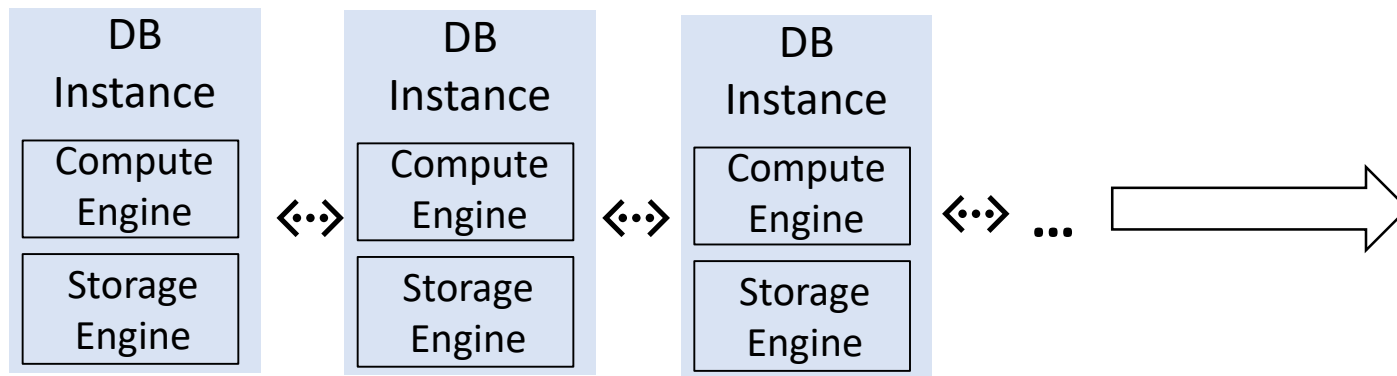 DB
Instance
Compute
Engine
Storage
Engine
DB
Instance
Compute
Engine
Storage
Engine
DB
Instance
Compute
Engine
Storage
Engine
...